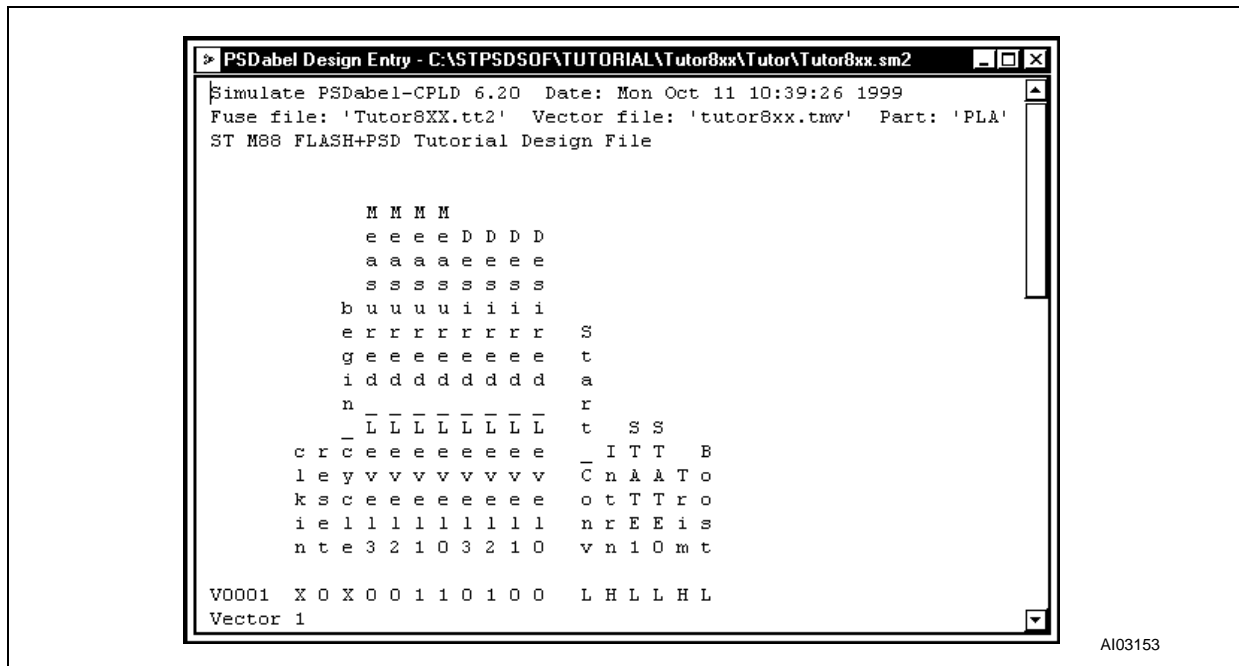 PSDabel Design Entry - C:\STPSDSOF\TUTORIAL\Tutor8xx\Tutor\Tutor8xx.sm2
Simulate PSDabel-CPLD 6.20  Date: Mon Oct 11 10:39:26 1999
Fuse file: 'Tutor8XX.tt2'  Vector file: 'tutor8xx.tmv'  Part: 'PLA'
ST M88 FLASH+PSD Tutorial Design File
M M M M
e e e e D D D D
a a a a e e e e
s s s s s s s s
b u u u u i i i i
e r r r r r r r r S
g e e e e e e e e t
i d d d d d d d d a
n _ _ _ _ _ _ _ _ r
_ L L L L L L L L t S S
c r c e e e e e e e e _ I T T B
l e y v v v v v v v v C n A A T o
k s c e e e e e e e e o t T T r o
i e l l l l l l l l l n r E E i s
n t e 3 2 1 0 3 2 1 0 v n 1 0 m t
V0001 X 0 X 0 0 1 1 0 1 0 0 L H L L H L
Vector 1
AI03153